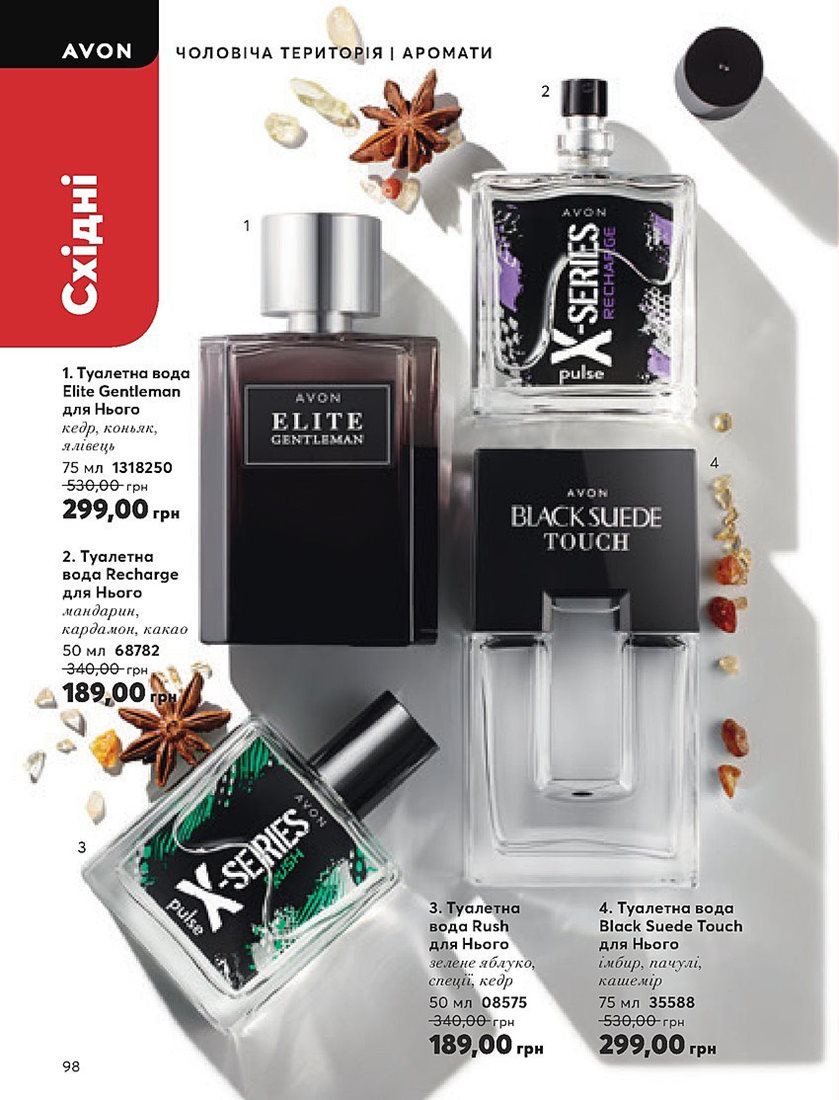 AVON
ЧОЛОВІЧА ТЕРИТОРІЯ | АРОМАТИ
Східні
1
2
AVON
X-SERIES
RECHARGE
pulse
1. Туалетна вода
Elite Gentleman
для Нього
кедр, коньяк,
ялівець
75 мл 1318250
530,00 грн
299,00 грн
AVON
ELITE
GENTLEMAN
4
AVON
BLACK SUEDE
TOUCH
2. Туалетна
вода Recharge
для Нього
мандарин,
кардамон, какао
50 мл 68782
340,00 грн
189,00 грн
3
AVON
X-SERIES
RUSH
pulse
3. Туалетна
вода Rush
для Нього
зелене яблуко,
спеції, кедр
50 мл 08575
340,00 грн
189,00 грн
4. Туалетна вода
Black Suede Touch
для Нього
імбир, пачулі,
кашемір
75 мл 35588
530,00 грн
299,00 грн
98